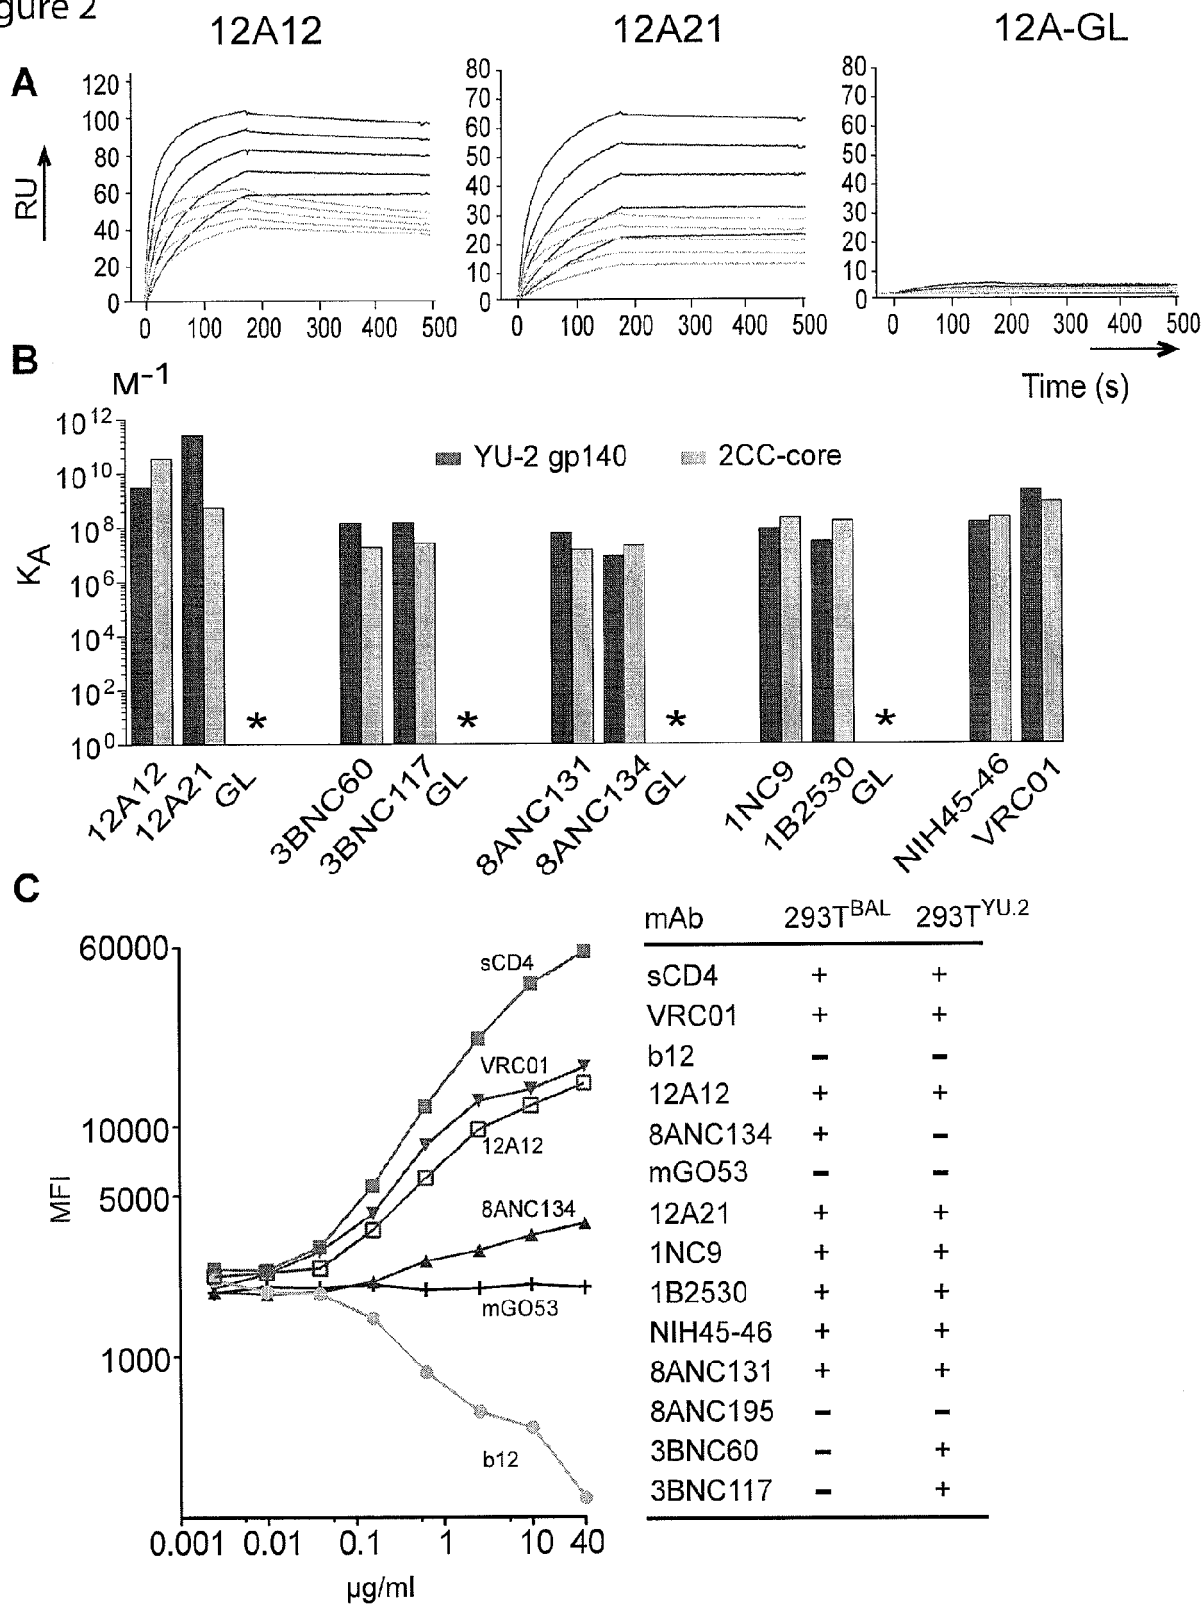 gure 2
12A12 12A21 12A-GL
A
RU
120
100
80
60
40
20
0
0 100 200 300 400 500
80
70
60
50
40
30
20
10
0
0 100 200 300 400 500
80
70
60
50
40
30
20
10
0
0 100 200 300 400 500
Time (s)
B
M⁻¹
K_A
10¹²
10¹⁰
10⁸
10⁶
10⁴
10²
10⁰
YU-2 gp140 2CC-core
* * * *
12A12 12A21 GL 3BNC60 3BNC117 GL 8ANC131 8ANC134 GL 1NC9 1B2530 GL NIH45-46 VRC01
C
MFI
60000
10000
5000
1000
sCD4
VRC01
12A12
8ANC134
mGO53
b12
0.001 0.01 0.1 1 10 40
µg/ml
mAb 293T^BAL 293T^YU.2
sCD4 + +
VRC01 + +
b12 – –
12A12 + +
8ANC134 + –
mGO53 – –
12A21 + +
1NC9 + +
1B2530 + +
NIH45-46 + +
8ANC131 + +
8ANC195 – –
3BNC60 – +
3BNC117 – +